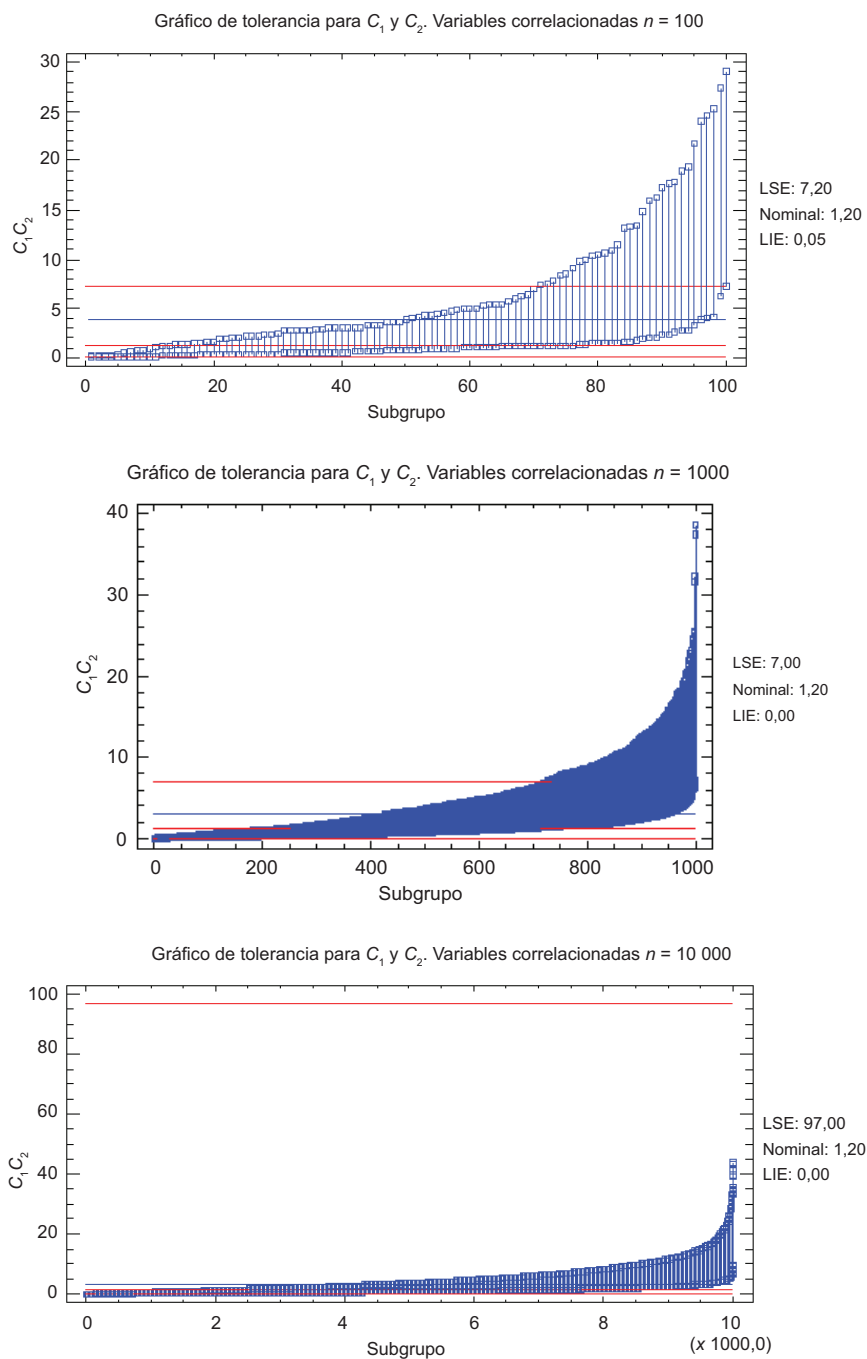 Gráfico de tolerancia para C₁ y C₂. Variables correlacionadas n = 100
30
25
20
15
10
5
0
C₁C₂
0 20 40 60 80 100
Subgrupo
LSE: 7,20
Nominal: 1,20
LIE: 0,05
Gráfico de tolerancia para C₁ y C₂. Variables correlacionadas n = 1000
40
30
20
10
0
C₁C₂
0 200 400 600 800 1000
Subgrupo
LSE: 7,00
Nominal: 1,20
LIE: 0,00
Gráfico de tolerancia para C₁ y C₂. Variables correlacionadas n = 10 000
100
80
60
40
20
0
C₁C₂
0 2 4 6 8 10
(x 1000,0)
Subgrupo
LSE: 97,00
Nominal: 1,20
LIE: 0,00